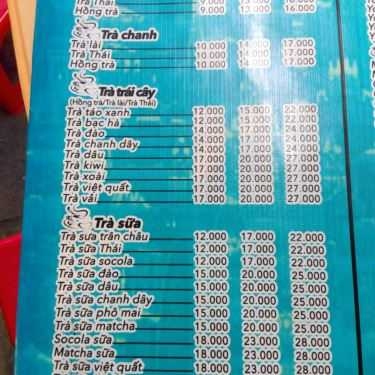 Trà Thái 9.000 13.000 16.000
Hồng trà 9.000 13.000 16.000
Trà chanh
Trà lài 10.000 14.000 17.000
Trà Thái 10.000 14.000 17.000
Hồng trà 10.000 14.000 17.000
Trà trái cây
(Hồng trà/Trà lài/Trà Thái)
Trà táo xanh 12.000 15.000 22.000
Trà bạc hà 12.000 15.000 22.000
Trà đào 14.000 17.000 24.000
Trà chanh dây 14.000 17.000 24.000
Trà dâu 17.000 20.000 27.000
Trà kiwi 17.000 20.000 27.000
Trà xoài 17.000 20.000 27.000
Trà việt quất 17.000 20.000 27.000
Trà vải 17.000 20.000 27.000
Trà sữa
Trà sữa trân châu 12.000 17.000 22.000
Trà sữa Thái 12.000 17.000 22.000
Trà sữa socola 12.000 17.000 22.000
Trà sữa đào 15.000 20.000 25.000
Trà sữa dâu 15.000 20.000 25.000
Trà sữa chanh dây 15.000 20.000 25.000
Trà sữa phô mai 15.000 20.000 25.000
Trà sữa matcha 15.000 20.000 25.000
Socola sữa 18.000 23.000 28.000
Matcha sữa 18.000 23.000 28.000
Trà sữa việt quất 18.000 23.000 28.000